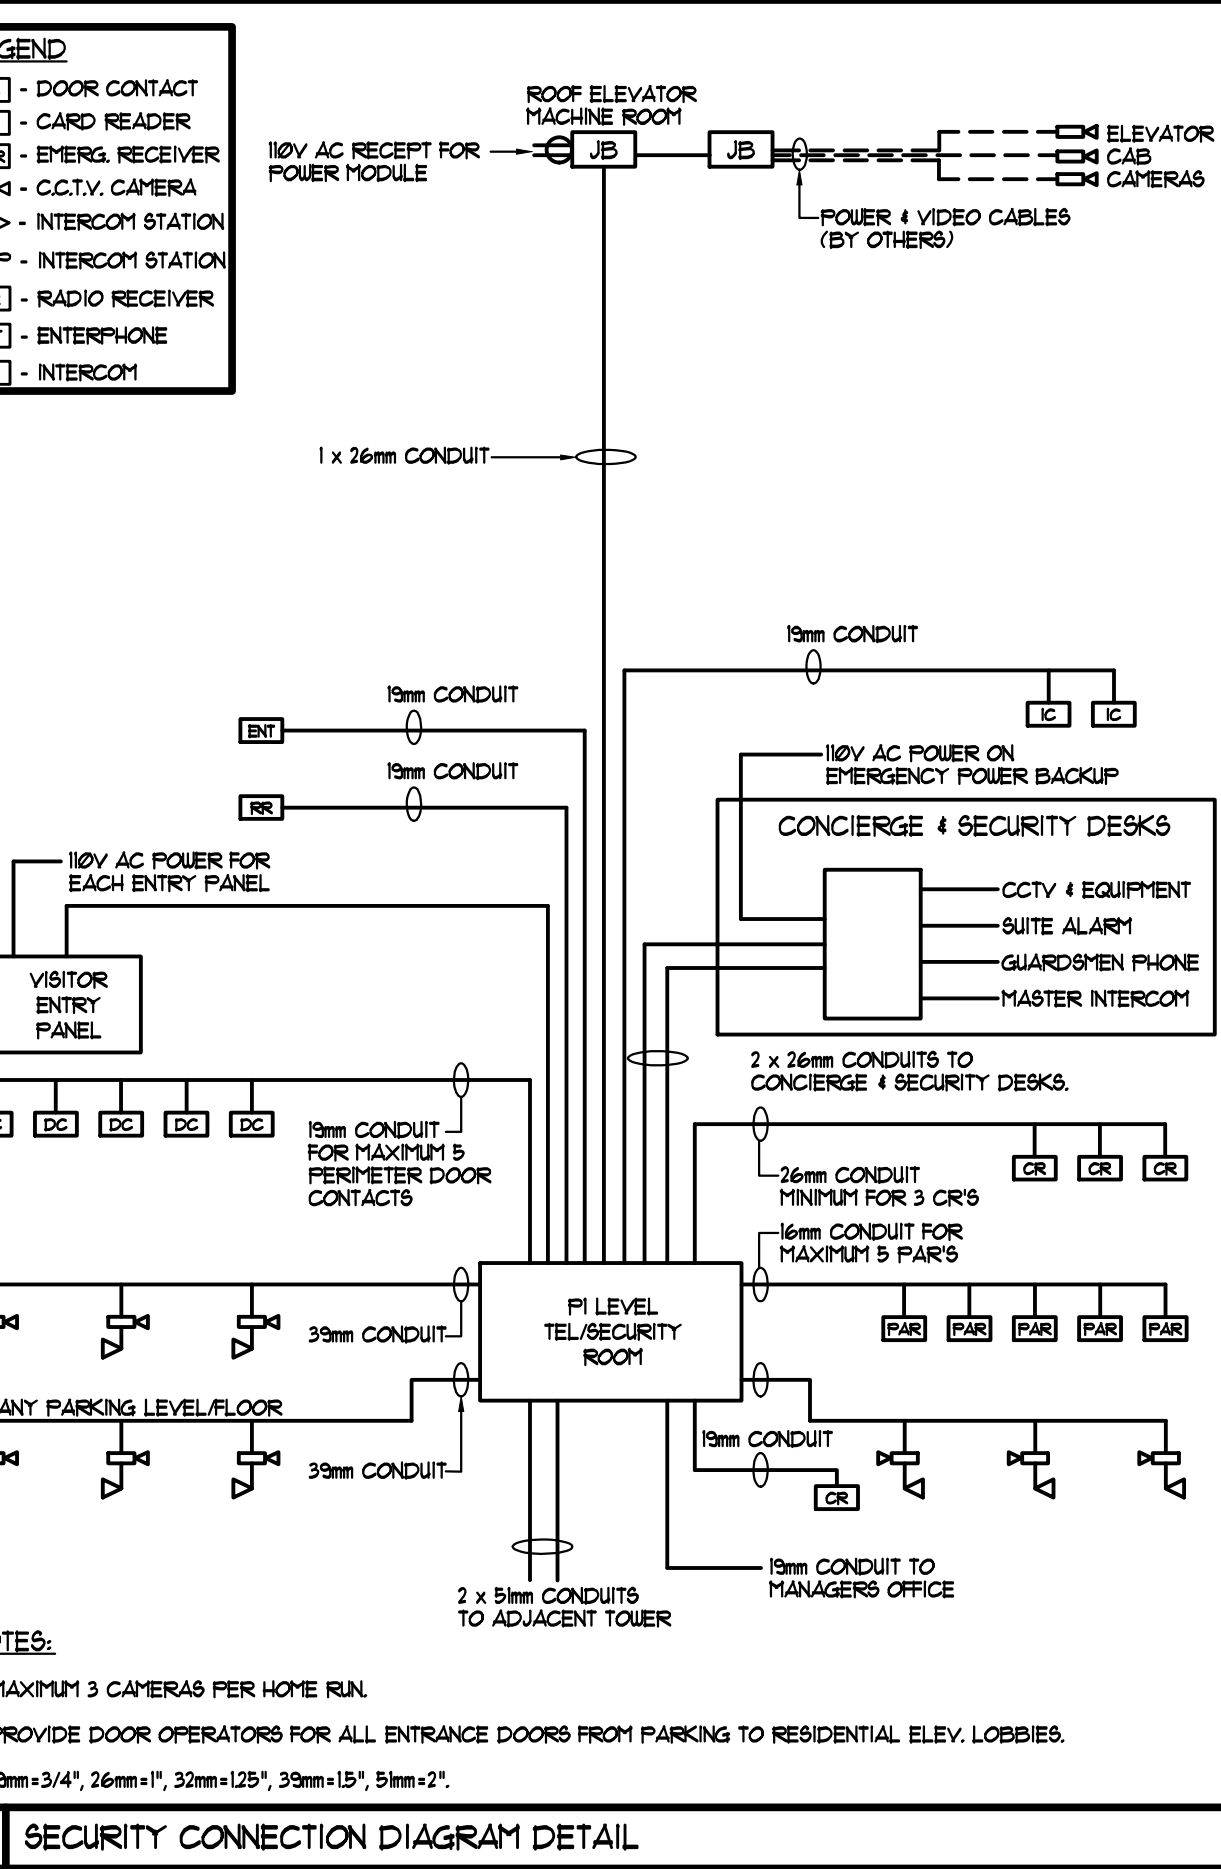 GEND
- DOOR CONTACT
- CARD READER
R - EMERG. RECEIVER
- C.C.T.V. CAMERA
- INTERCOM STATION
- INTERCOM STATION
- RADIO RECEIVER
- ENTERPHONE
- INTERCOM
ROOF ELEVATOR
MACHINE ROOM
110V AC RECEPT FOR
POWER MODULE
JB
JB
ELEVATOR
CAB
CAMERAS
POWER & VIDEO CABLES
(BY OTHERS)
1 x 26mm CONDUIT
19mm CONDUIT
IC
IC
19mm CONDUIT
ENT
19mm CONDUIT
RR
110V AC POWER ON
EMERGENCY POWER BACKUP
CONCIERGE & SECURITY DESKS
CCTV & EQUIPMENT
SUITE ALARM
GUARDSMEN PHONE
MASTER INTERCOM
110V AC POWER FOR
EACH ENTRY PANEL
VISITOR
ENTRY
PANEL
2 x 26mm CONDUITS TO
CONCIERGE & SECURITY DESKS.
DC
DC
DC
DC
19mm CONDUIT
FOR MAXIMUM 5
PERIMETER DOOR
CONTACTS
CR
CR
CR
26mm CONDUIT
MINIMUM FOR 3 CR'S
16mm CONDUIT FOR
MAXIMUM 5 PAR'S
P1 LEVEL
TEL/SECURITY
ROOM
39mm CONDUIT
PAR
PAR
PAR
PAR
PAR
ANY PARKING LEVEL/FLOOR
39mm CONDUIT
19mm CONDUIT
CR
2 x 51mm CONDUITS
TO ADJACENT TOWER
19mm CONDUIT TO
MANAGERS OFFICE
TES:
MAXIMUM 3 CAMERAS PER HOME RUN.
PROVIDE DOOR OPERATORS FOR ALL ENTRANCE DOORS FROM PARKING TO RESIDENTIAL ELEV. LOBBIES.
9mm=3/4", 26mm=1", 32mm=1.25", 39mm=1.5", 51mm=2".
SECURITY CONNECTION DIAGRAM DETAIL